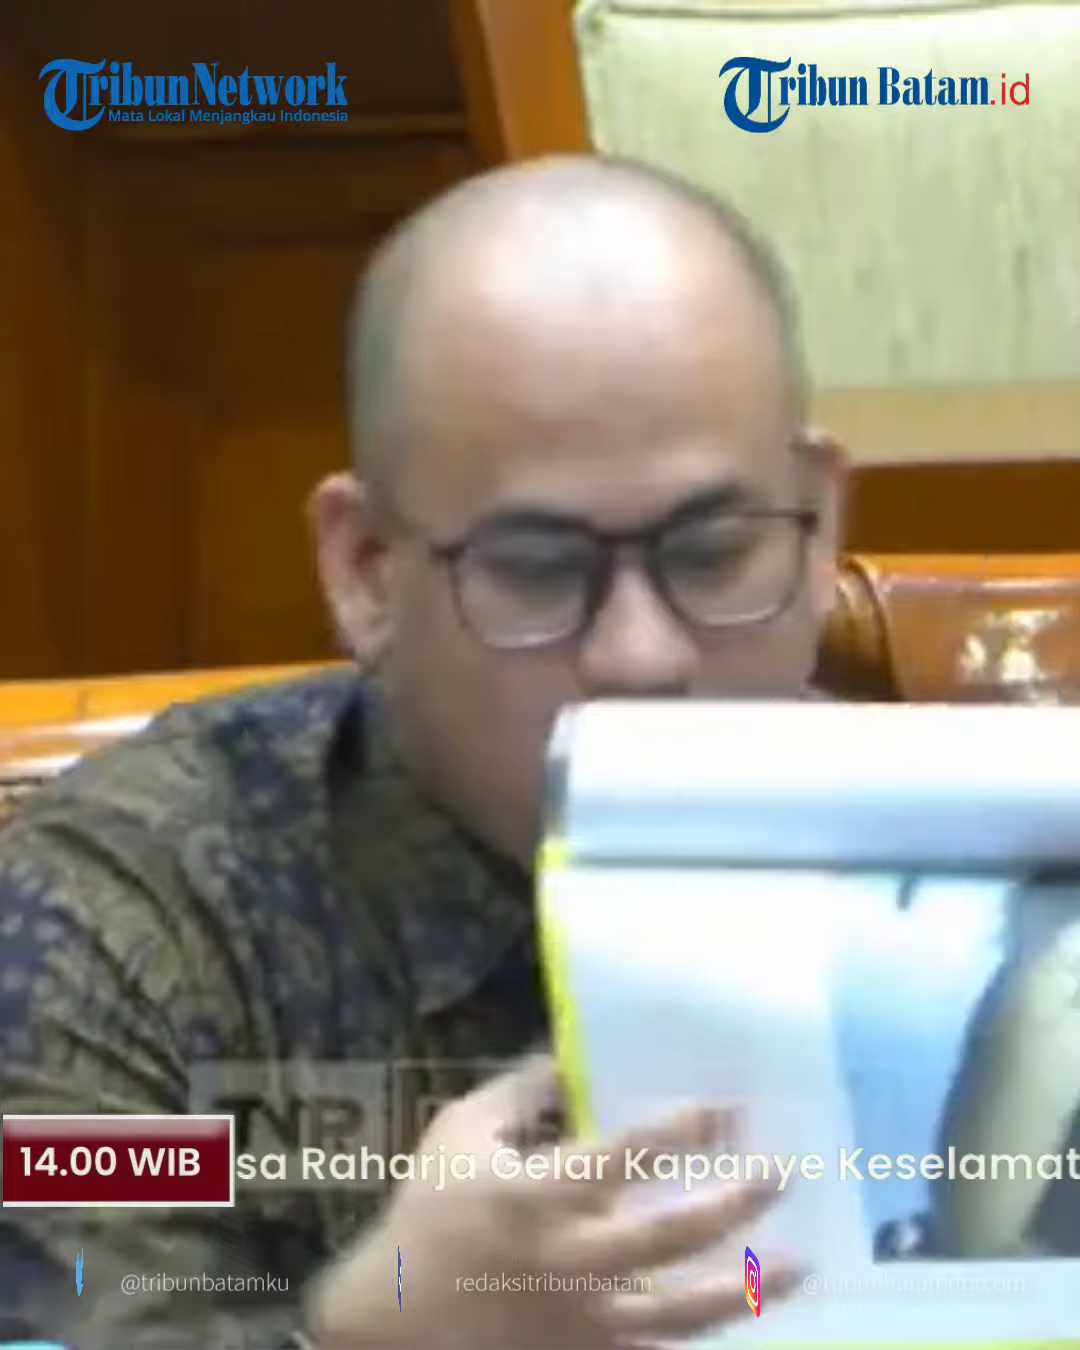 TribunNetwork
Mata Lokal Menjangkau Indonesia
Tribun Batam.id
14.00 WIB
sa Raharja Gelar Kapanye Keselamat
@tribunbatamku
redaksitribunbatam